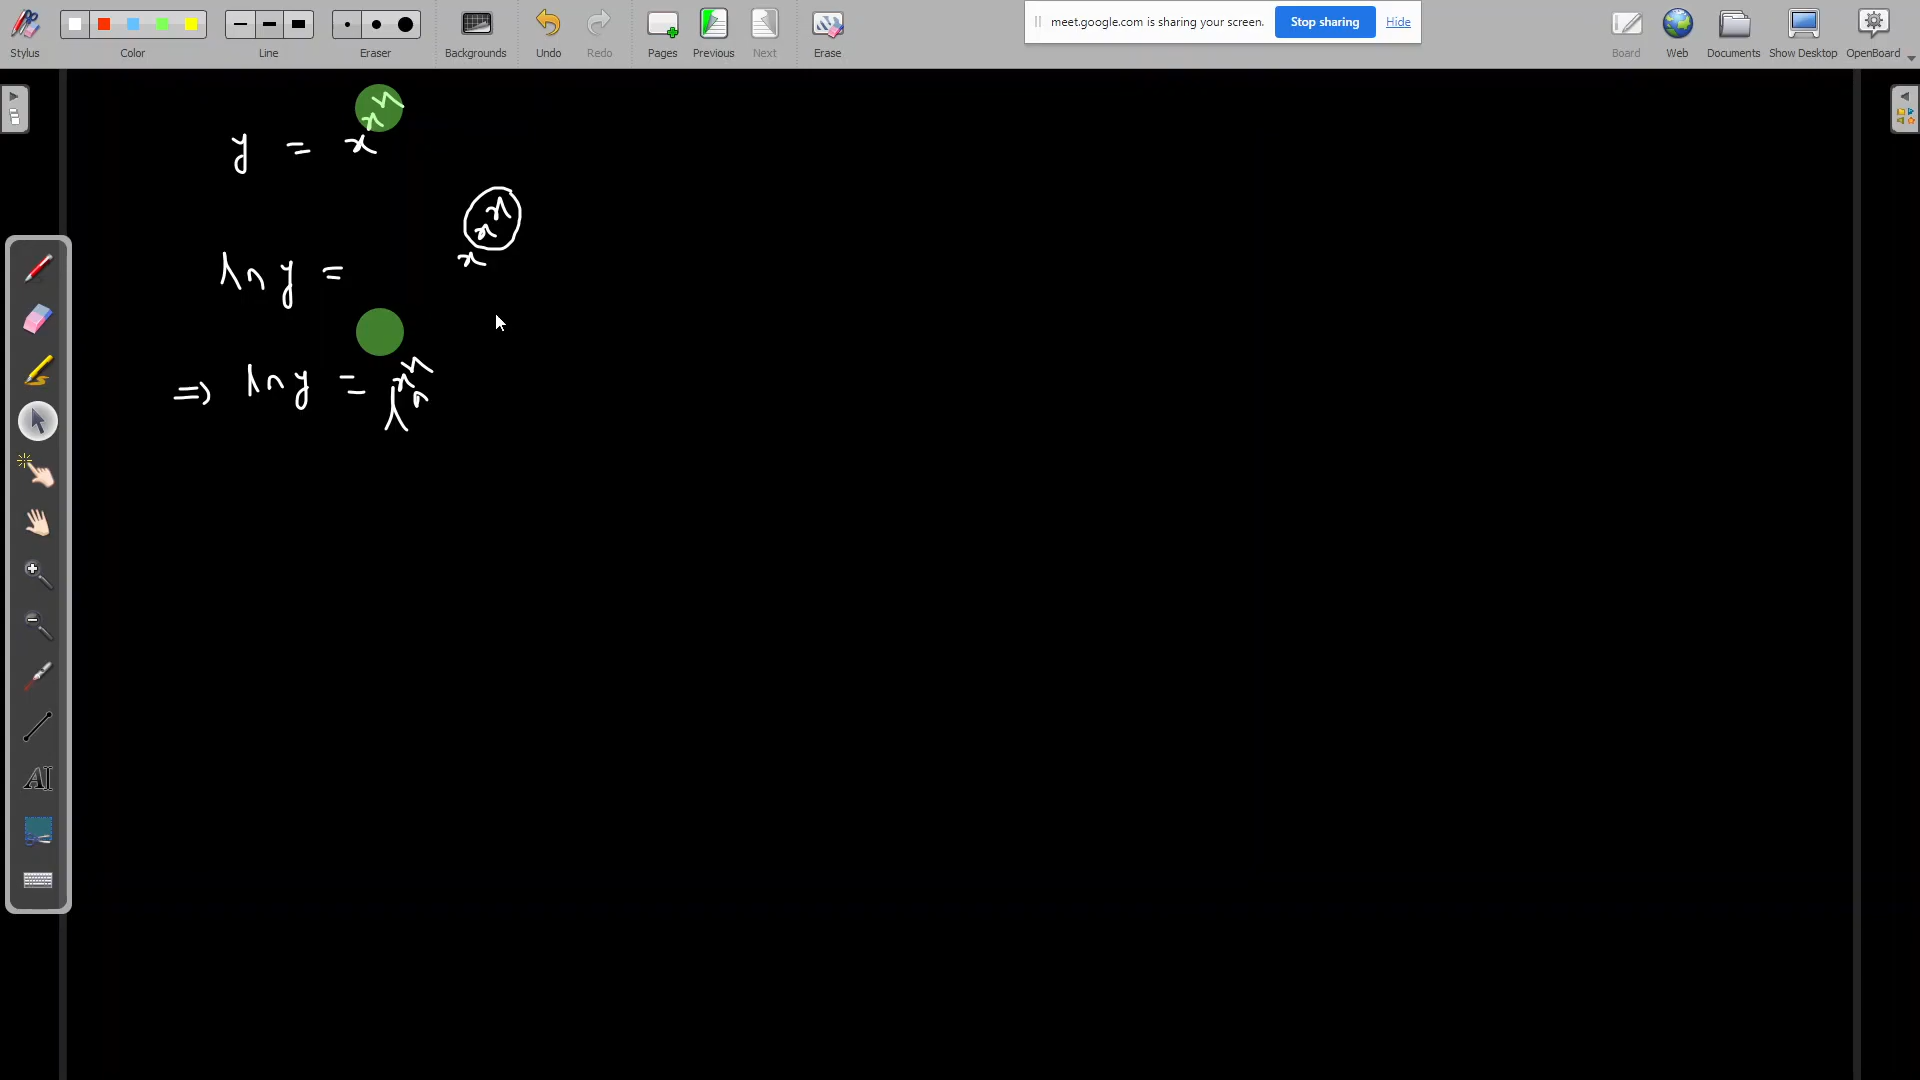 Stylus Color Line Eraser Backgrounds Undo Redo Pages Previous Next Erase
meet.google.com is sharing your screen. Stop sharing Hide
Board Web Documents Show Desktop OpenBoard
y = x^{x^x}
x^{x^x}
ln y =
=> ln y =